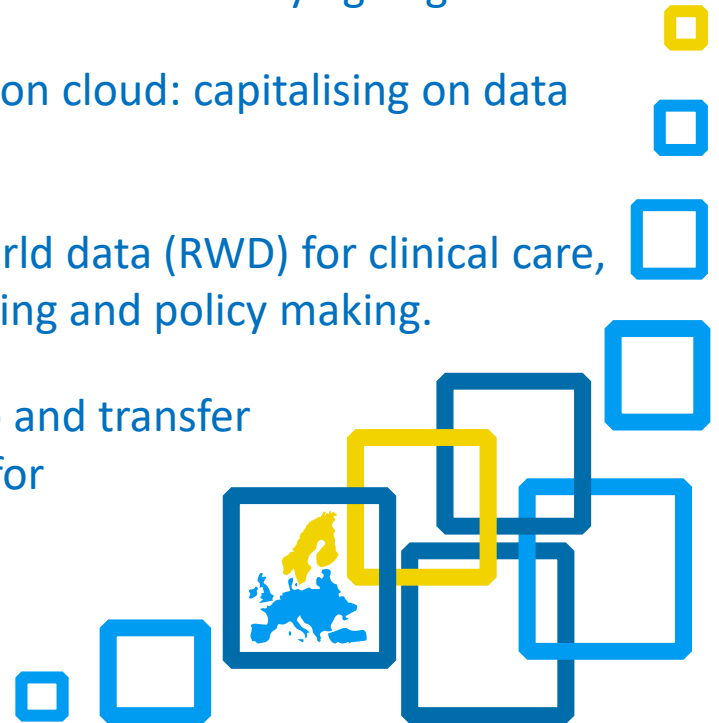 on cloud: capitalising on data
rld data (RWD) for clinical care,
ing and policy making.
and transfer
for